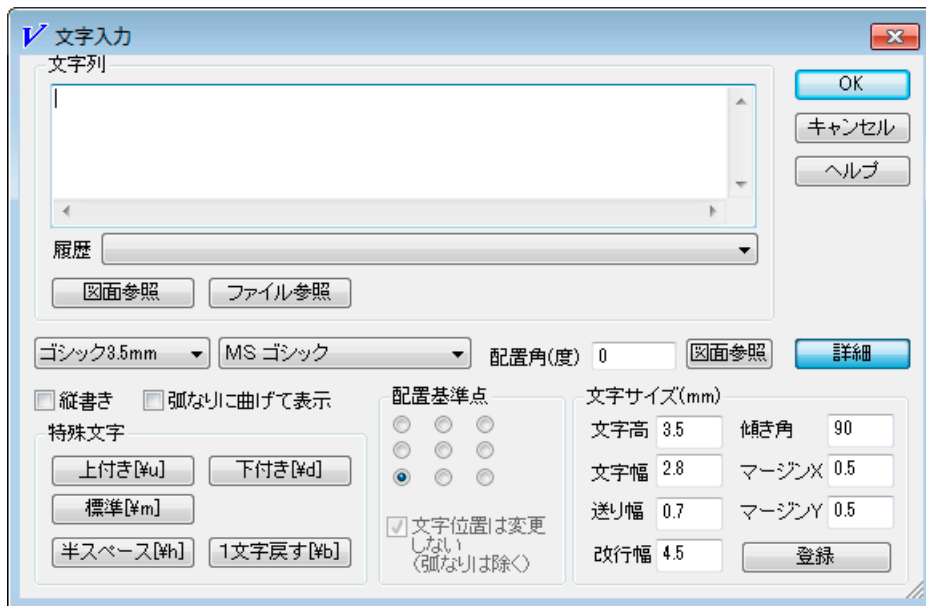 V 文字入力
文字列
OK
キャンセル
ヘルプ
履歴
図面参照 ファイル参照
ゴシック3.5mm MS ゴシック 配置角(度) 0 図面参照 詳細
縦書き 弧なりに曲げて表示
特殊文字
上付き[¥u] 下付き[¥d]
標準[¥m]
半スペース[¥h] 1文字戻す[¥b]
配置基準点
文字位置は変更
しない
(弧なりは除く)
文字サイズ(mm)
文字高 3.5 傾き角 90
文字幅 2.8 マージンX 0.5
送り幅 0.7 マージンY 0.5
改行幅 4.5 登録